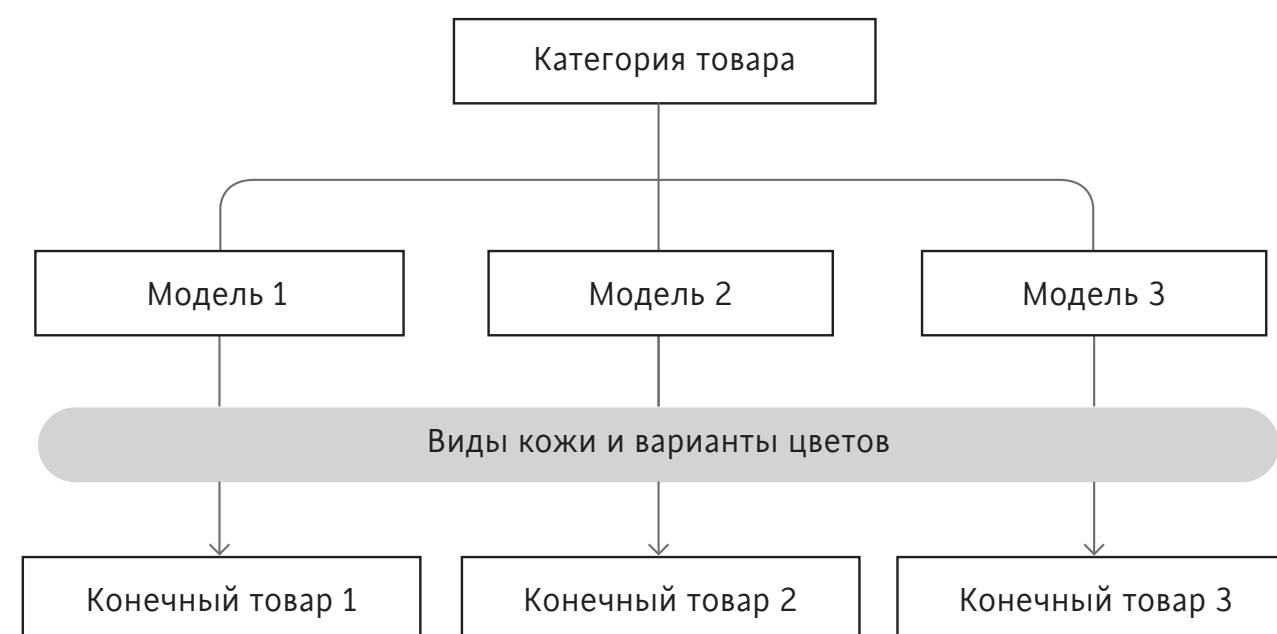 Категория товара
Модель 1
Модель 2
Модель 3
Виды кожи и варианты цветов
Конечный товар 1
Конечный товар 2
Конечный товар 3